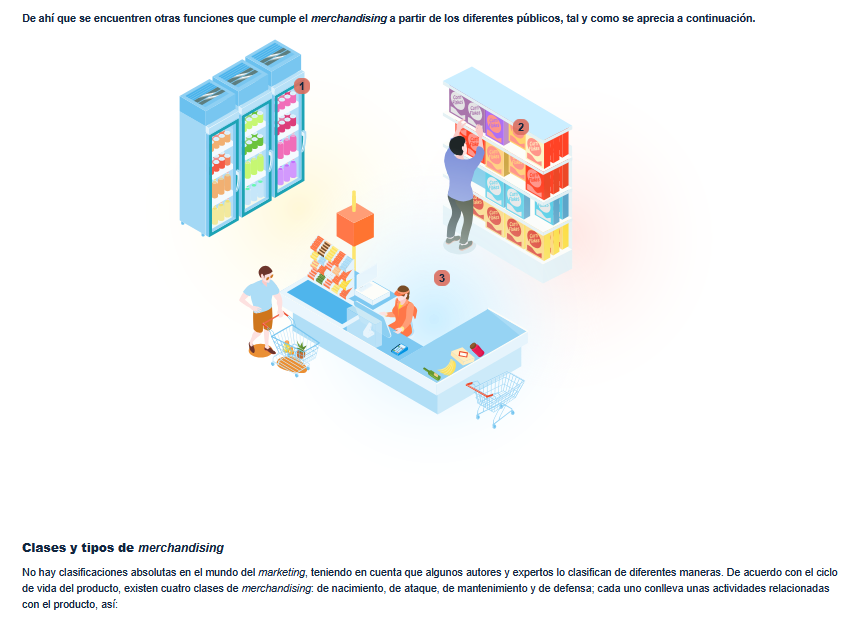 De ahí que se encuentren otras funciones que cumple el merchandising a partir de los diferentes públicos, tal y como se aprecia a continuación.
1
2
3
Clases y tipos de merchandising
No hay clasificaciones absolutas en el mundo del marketing, teniendo en cuenta que algunos autores y expertos lo clasifican de diferentes maneras. De acuerdo con el ciclo
de vida del producto, existen cuatro clases de merchandising: de nacimiento, de ataque, de mantenimiento y de defensa; cada uno conlleva unas actividades relacionadas
con el producto, así: